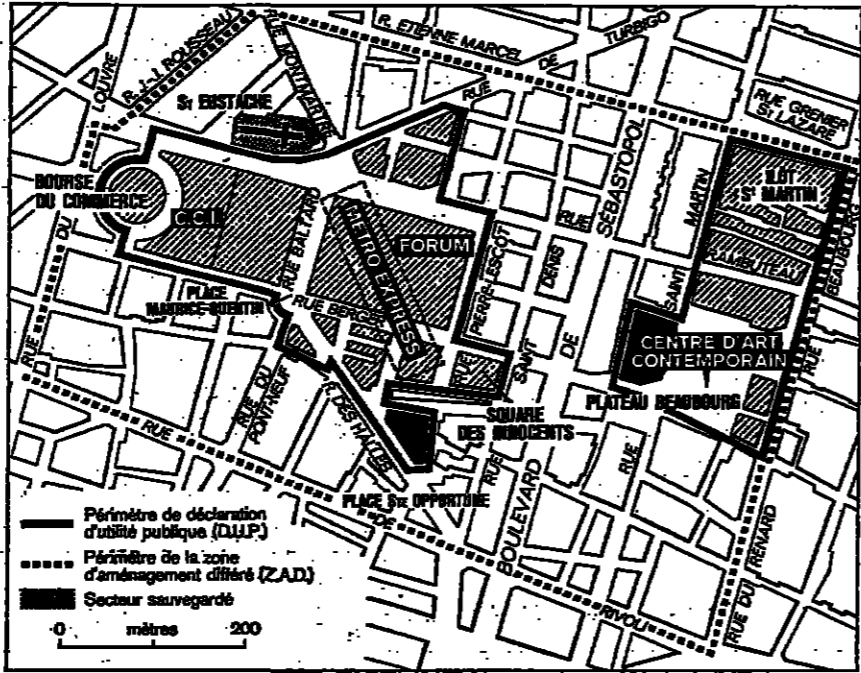 R. ETIENNE MARCEL
DE
TURBIGO
RUE
LOUVRE
R. J.-J. ROUSSEAU
RUE MONTMARTRE
St EUSTACHE
RUE GRENIER
St LAZARE
BOURSE
DU COMMERCE
DU
RUE
C.C.I.
RUE BALTARD
METRO EXPRESS
FORUM
PIERRE-LESCOT
RUE
SAINT
DENIS
RUE
SÉBASTOPOL
DE
BOULEVARD
SAINT
MARTIN
RUE
ILOT
St MARTIN
RAMBUTEAU
BEAUBOURG
RUE
PLACE
MAURICE-QUENTIN
RUE BERGER
RUE
CENTRE D'ART
CONTEMPORAIN
PLATEAU BEAUBOURG
RUE DU
PONT-NEUF
R. DES HALLES
SQUARE
DES INNOCENTS
PLACE Ste OPPORTUNE
RUE
DE
RIVOLI
RUE DU RENARD
Périmètre de déclaration
d'utilité publique (D.U.P.)
Périmètre de la zone
d'aménagement différé (Z.A.D.)
Secteur sauvegardé
0 mètres 200